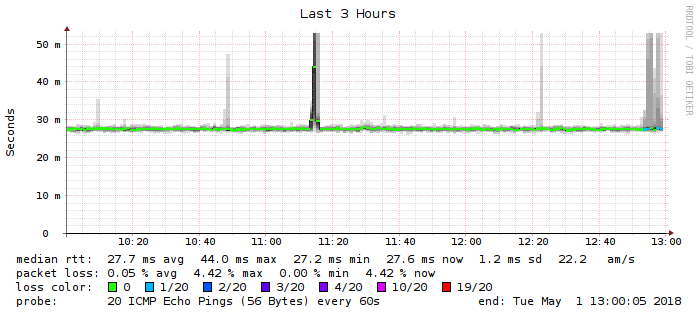 Last 3 Hours
RRDTOOL / TOBI OETIKER
Seconds
50 m
40 m
30 m
20 m
10 m
0
10:20 10:40 11:00 11:20 11:40 12:00 12:20 12:40 13:00
median rtt: 27.7 ms avg 44.0 ms max 27.2 ms min 27.6 ms now 1.2 ms sd 22.2 am/s
packet loss: 0.05 % avg 4.42 % max 0.00 % min 4.42 % now
loss color: 0 1/20 2/20 3/20 4/20 10/20 19/20
probe: 20 ICMP Echo Pings (56 Bytes) every 60s end: Tue May 1 13:00:05 2018